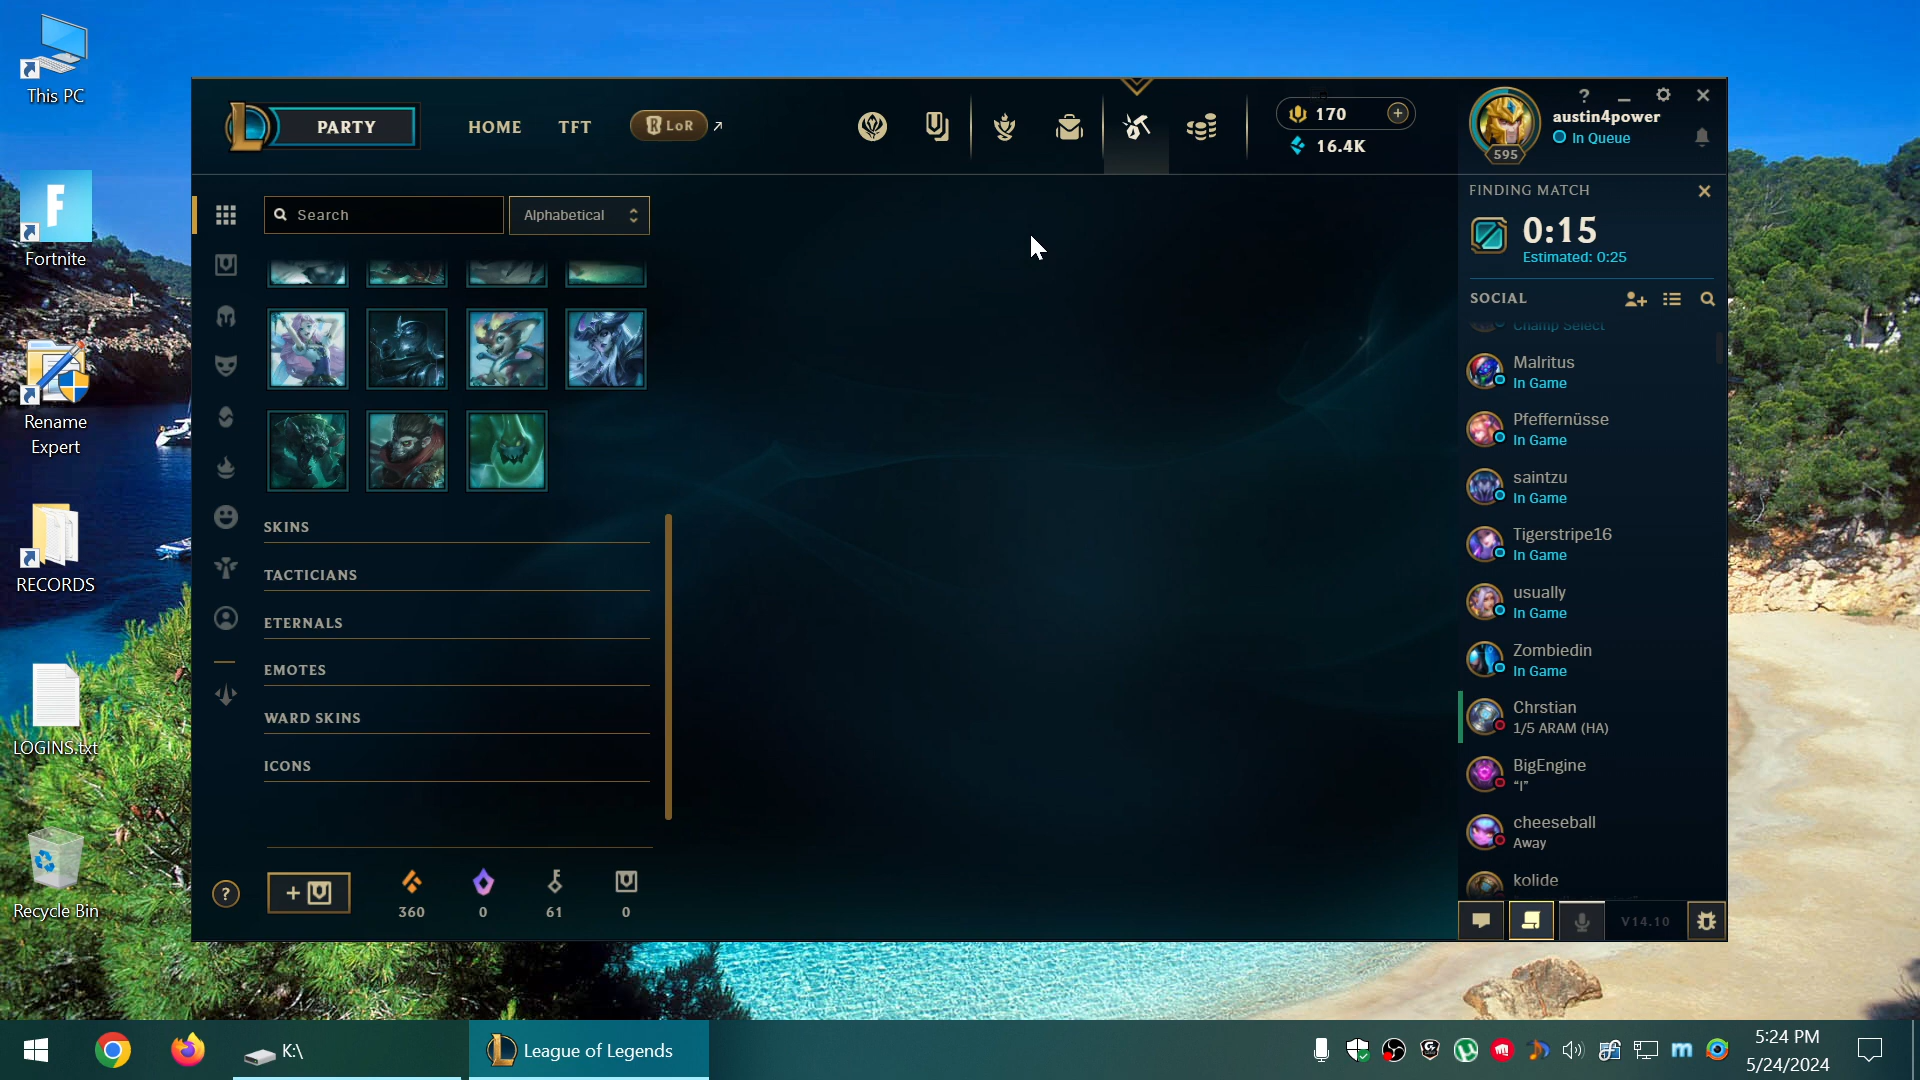 This PC
Fortnite
Rename
Expert
RECORDS
LOGINS.txt
Recycle Bin
PARTY
HOME
TFT
LoR
170
16.4K
595
austin4power
In Queue
Search
Alphabetical
SKINS
TACTICIANS
ETERNALS
EMOTES
WARD SKINS
ICONS
360
0
61
0
FINDING MATCH
0:15
Estimated: 0:25
SOCIAL
Champ Select
Malritus
In Game
Pfeffernüsse
In Game
saintzu
In Game
Tigerstripe16
In Game
usually
In Game
Zombiedin
In Game
Chrstian
1/5 ARAM (HA)
BigEngine
“I”
cheeseball
Away
kolide
V14.10
K:\
League of Legends
5:24 PM
5/24/2024